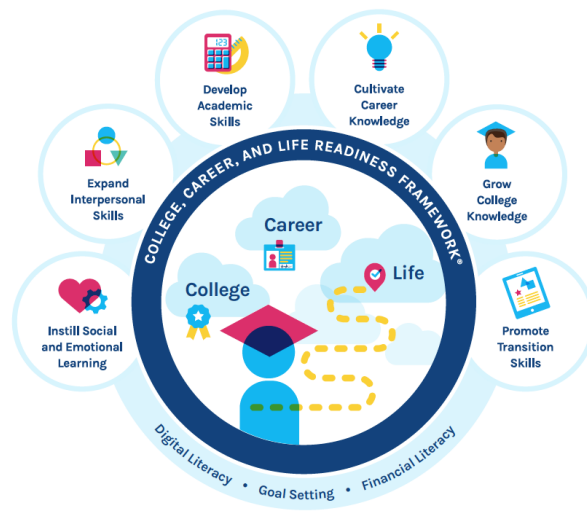 123
Develop
Academic
Skills
Cultivate
Career
Knowledge
Expand
Interpersonal
Skills
Grow
College
Knowledge
Instill Social
and Emotional
Learning
Promote
Transition
Skills
COLLEGE, CAREER, AND LIFE READINESS FRAMEWORK®
Career
College
Life
Digital Literacy • Goal Setting • Financial Literacy